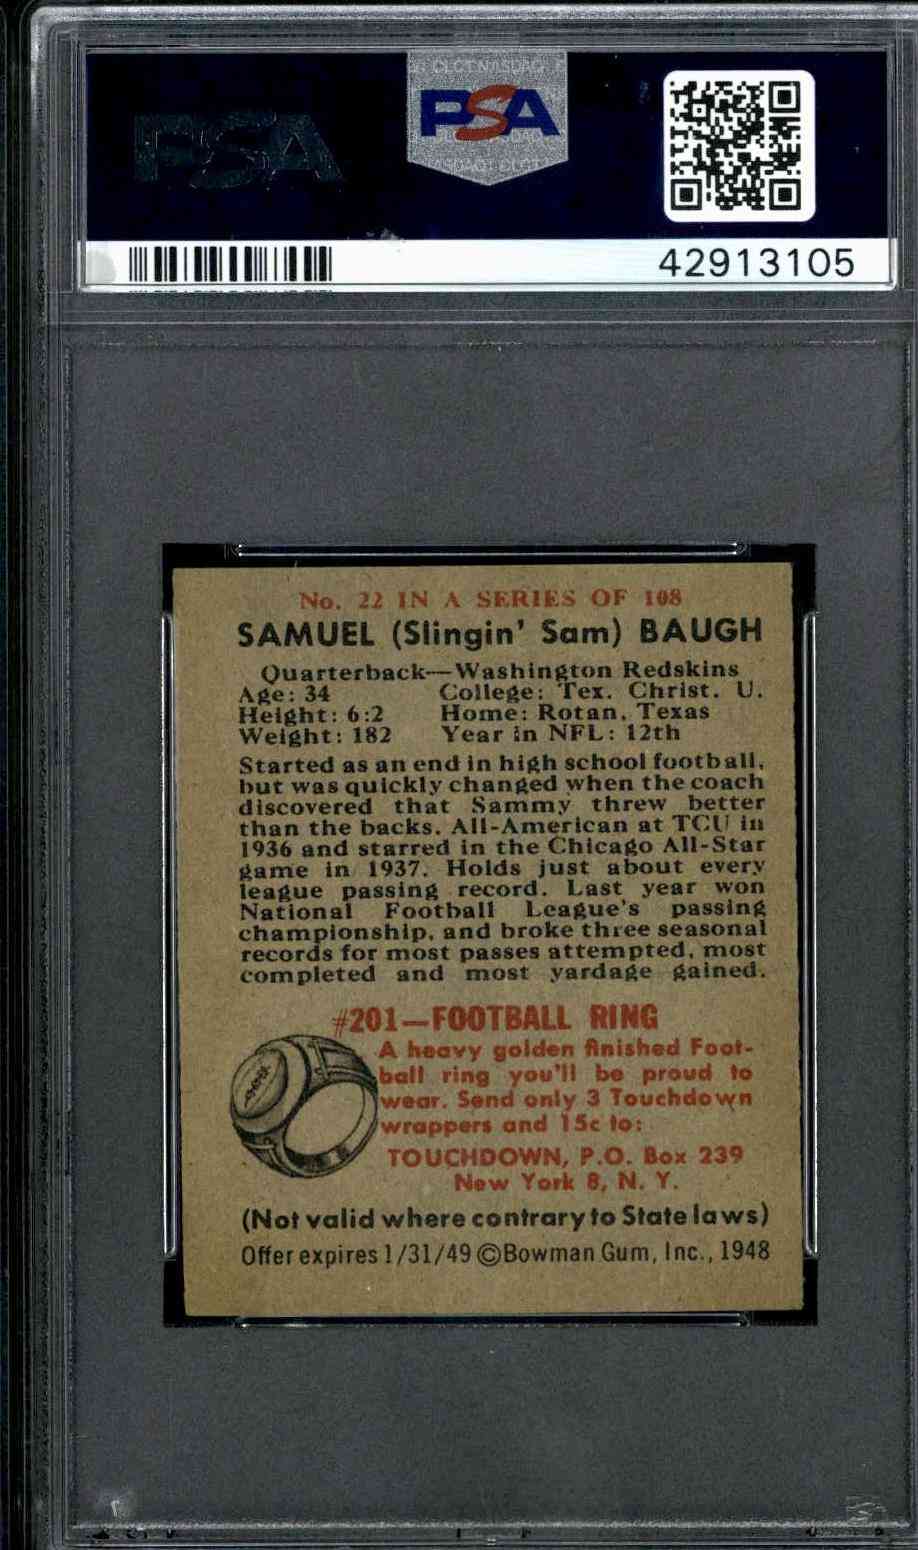 PSA
PSA
42913105
No. 22 IN A SERIES OF 108
SAMUEL (Slingin' Sam) BAUGH
Quarterback—Washington Redskins
Age: 34 College: Tex. Christ. U.
Height: 6:2 Home: Rotan, Texas
Weight: 182 Year in NFL: 12th
Started as an end in high school football,
but was quickly changed when the coach
discovered that Sammy threw better
than the backs. All-American at TCU in
1936 and starred in the Chicago All-Star
game in 1937. Holds just about every
league passing record. Last year won
National Football League's passing
championship, and broke three seasonal
records for most passes attempted, most
completed and most yardage gained.
#201—FOOTBALL RING
A heavy golden finished Foot-
ball ring you'll be proud to
wear. Send only 3 Touchdown
wrappers and 15c to:
TOUCHDOWN, P.O. Box 239
New York 8, N. Y.
(Not valid where contrary to State laws)
Offer expires 1/31/49 ©Bowman Gum, Inc., 1948